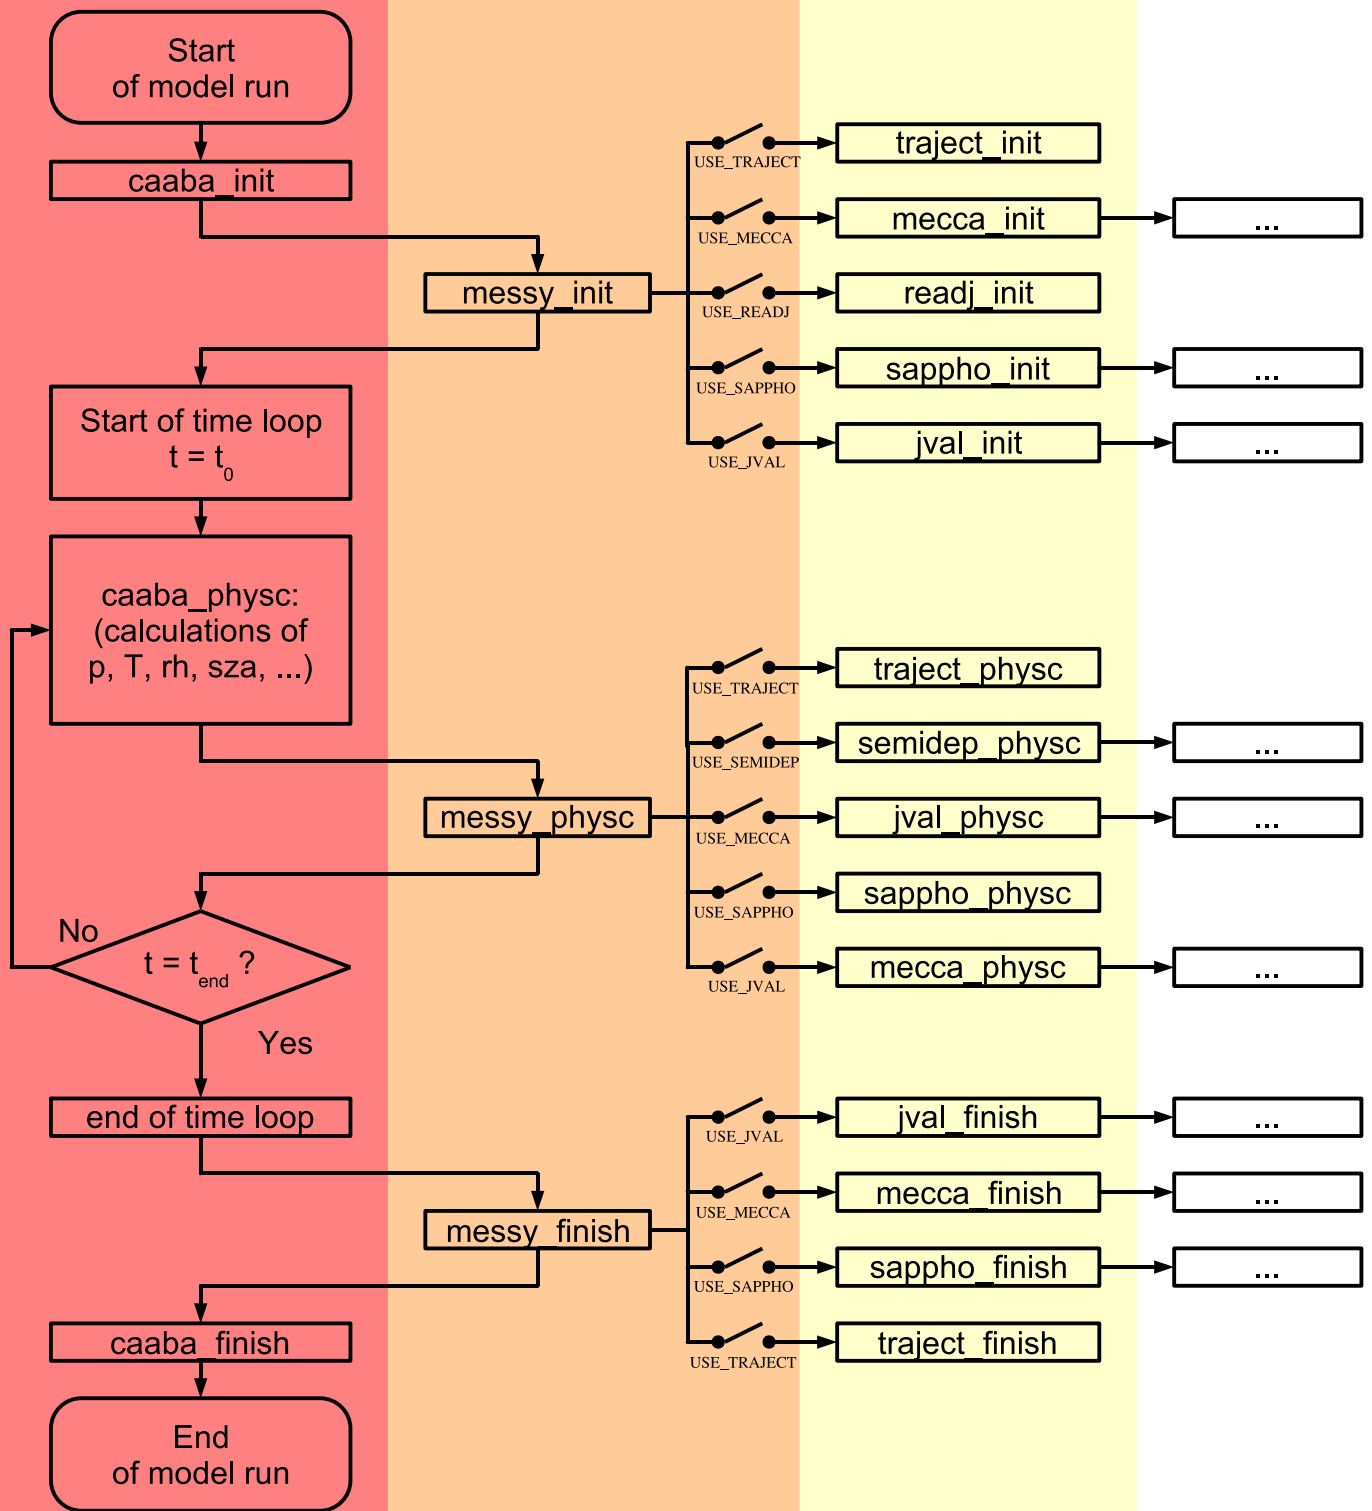 Start
of model run
caaba_init
messy_init
USE_TRAJECT
traject_init
USE_MECCA
mecca_init
...
USE_READJ
readj_init
USE_SAPPHO
sappho_init
...
USE_JVAL
jval_init
...
Start of time loop
t = t0
caaba_physc:
(calculations of
p, T, rh, sza, ...)
messy_physc
USE_TRAJECT
traject_physc
USE_SEMIDEP
semidep_physc
...
USE_MECCA
jval_physc
...
USE_SAPPHO
sappho_physc
USE_JVAL
mecca_physc
...
No
t = tend ?
Yes
end of time loop
messy_finish
USE_JVAL
jval_finish
...
USE_MECCA
mecca_finish
...
USE_SAPPHO
sappho_finish
...
USE_TRAJECT
traject_finish
caaba_finish
End
of model run